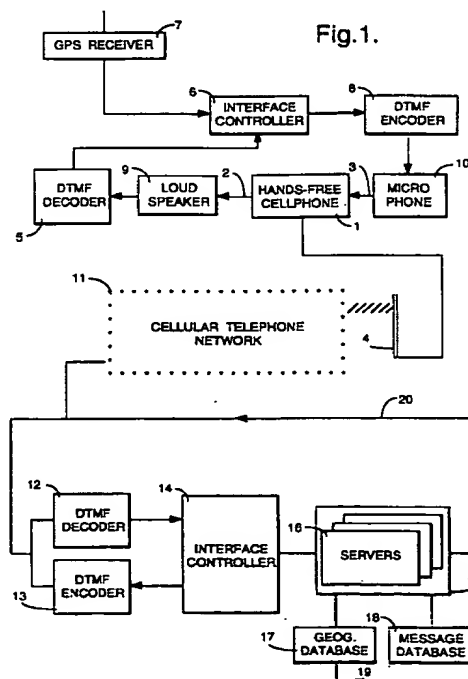 Fig.1.
7
GPS RECEIVER
6
INTERFACE
CONTROLLER
8
DTMF
ENCODER
DTMF
DECODER
5
9
LOUD
SPEAKER
2
HANDS-FREE
CELLPHONE
1
3
MICRO
PHONE
10
11
CELLULAR TELEPHONE
NETWORK
4
20
12
DTMF
DECODER
14
INTERFACE
CONTROLLER
16
SERVERS
DTMF
ENCODER
13
17
GEOG.
DATABASE
18
MESSAGE
DATABASE
19